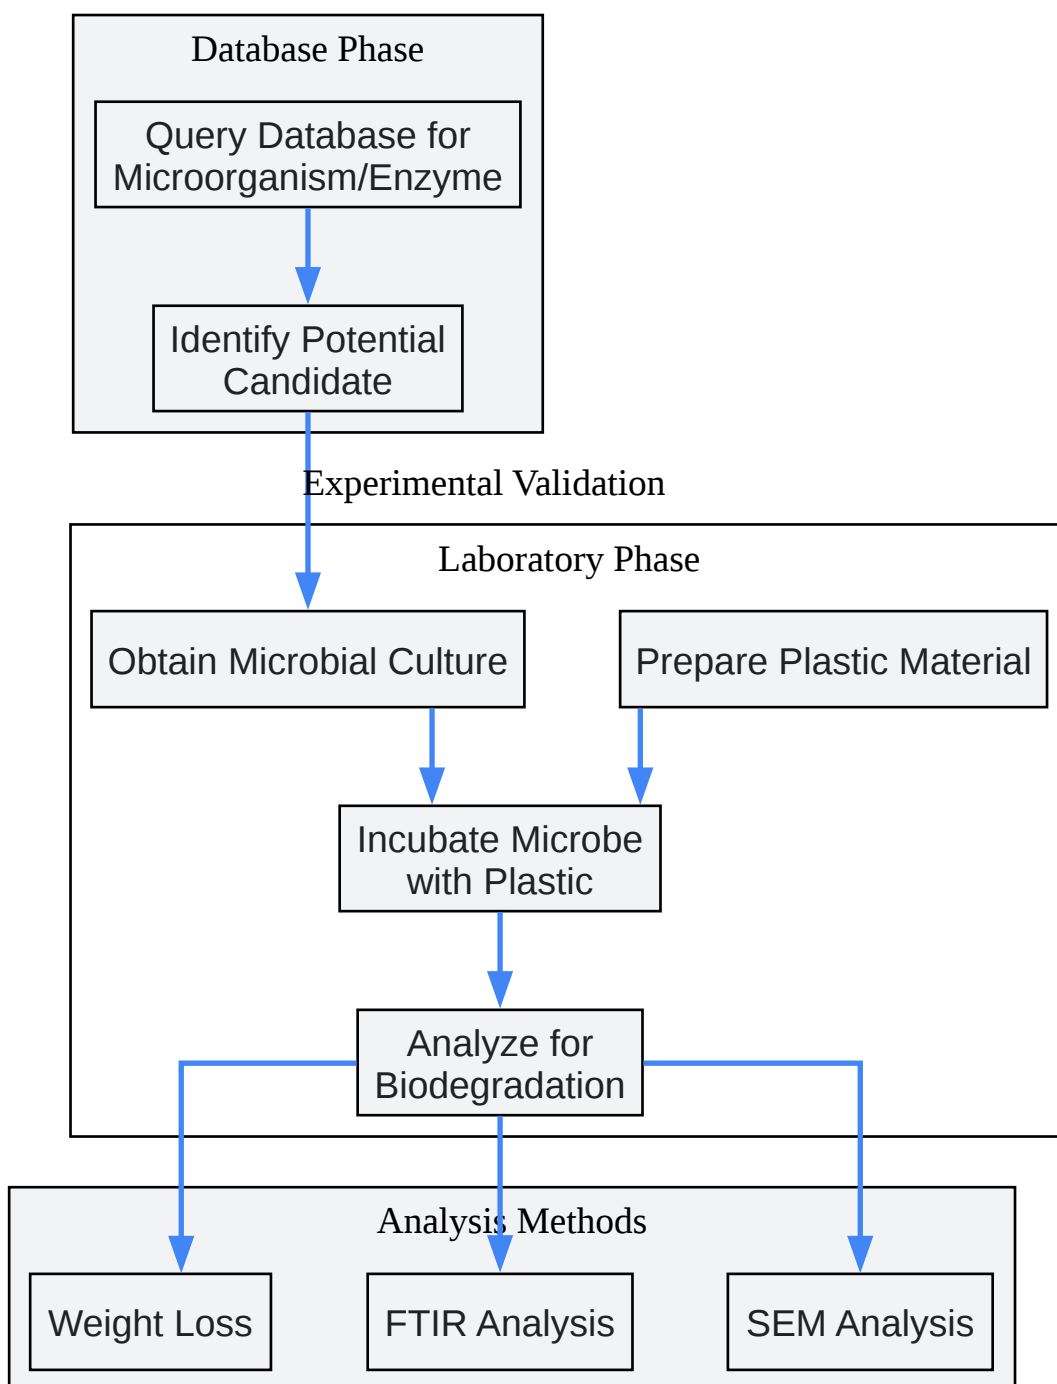 Database Phase
Query Database for
Microorganism/Enzyme
Identify Potential
Candidate
Experimental Validation
Laboratory Phase
Obtain Microbial Culture
Prepare Plastic Material
Incubate Microbe
with Plastic
Analyze for
Biodegradation
Analysis Methods
Weight Loss
FTIR Analysis
SEM Analysis